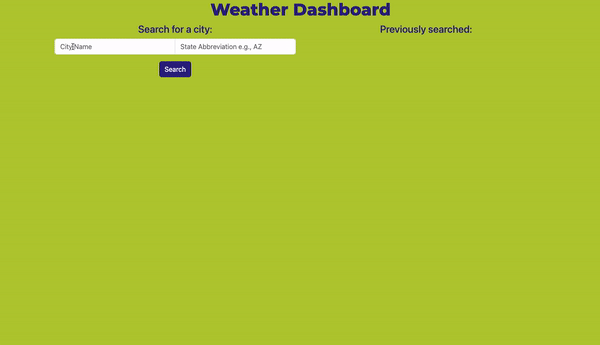 Weather Dashboard
Search for a city:
Previously searched:
City Name
State Abbreviation e.g., AZ
Search